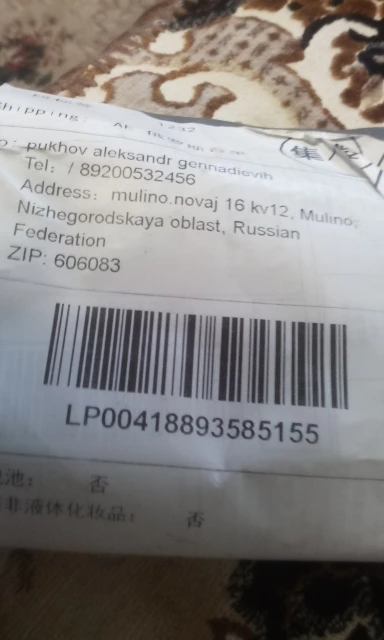 Shipping:
pukhov aleksandr gennadievih
Tel: / 89200532456
Address: mulino.novaj 16 kv12, Mulino,
Nizhegorodskaya oblast, Russian
Federation
ZIP: 606083
LP00418893585155
池: 否
非液体化妆品: 否